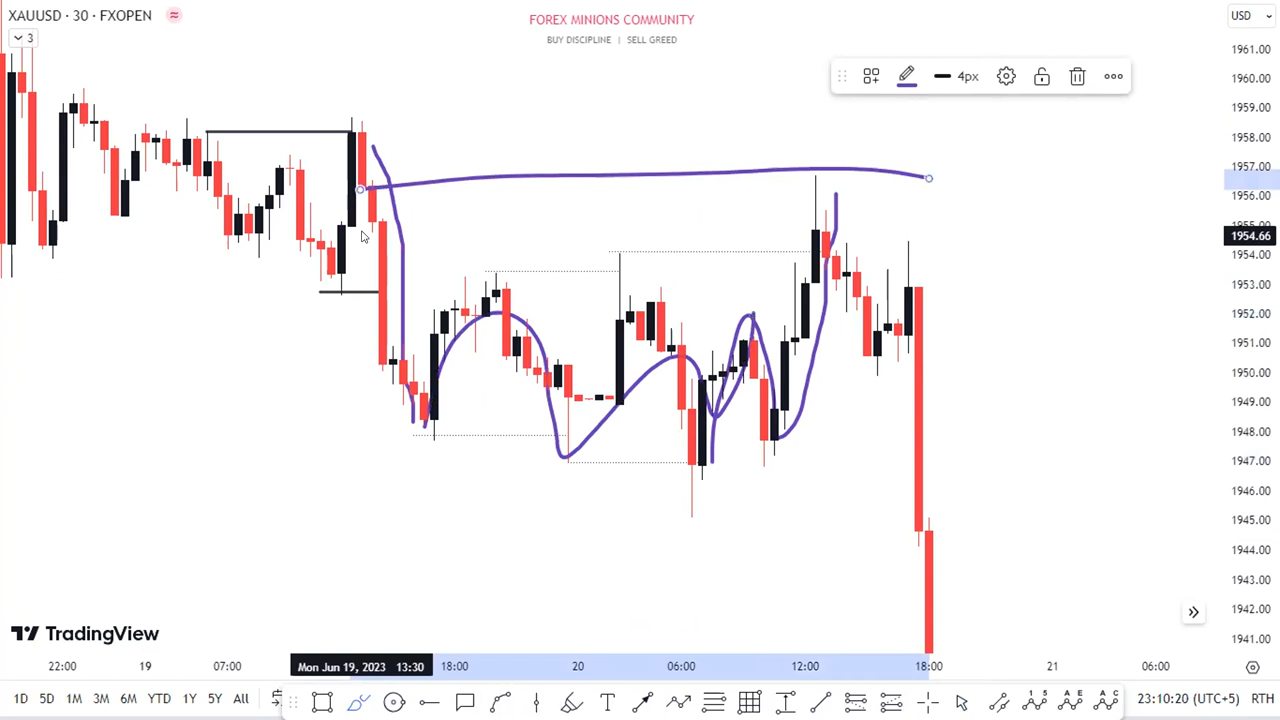 XAUUSD · 30 · FXOPEN
3
FOREX MINIONS COMMUNITY
BUY DISCIPLINE | SELL GREED
USD
4px
1961.00
1960.00
1959.00
1958.00
1957.00
1956.00
1954.66
1954.00
1953.00
1952.00
1951.00
1950.00
1949.00
1948.00
1947.00
1946.00
1945.00
1944.00
1943.00
1942.00
1941.00
TradingView
22:00 19 07:00 Mon Jun 19, 2023 13:30 18:00 20 06:00 12:00 18:00 21 06:00
1D 5D 1M 3M 6M YTD 1Y 5Y All T 1 5 A E A C 23:10:20 (UTC+5) RTH